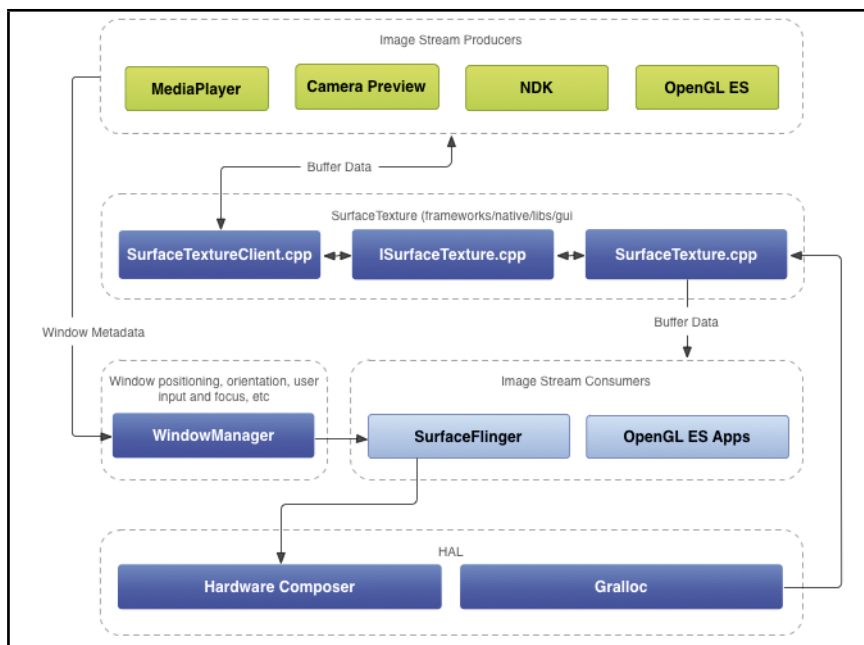 Image Stream Producers
MediaPlayer
Camera Preview
NDK
OpenGL ES
Buffer Data
SurfaceTexture (frameworks/native/libs/gui
SurfaceTextureClient.cpp
ISurfaceTexture.cpp
SurfaceTexture.cpp
Window Metadata
Buffer Data
Window positioning, orientation, user
input and focus, etc
WindowManager
Image Stream Consumers
SurfaceFlinger
OpenGL ES Apps
HAL
Hardware Composer
Gralloc